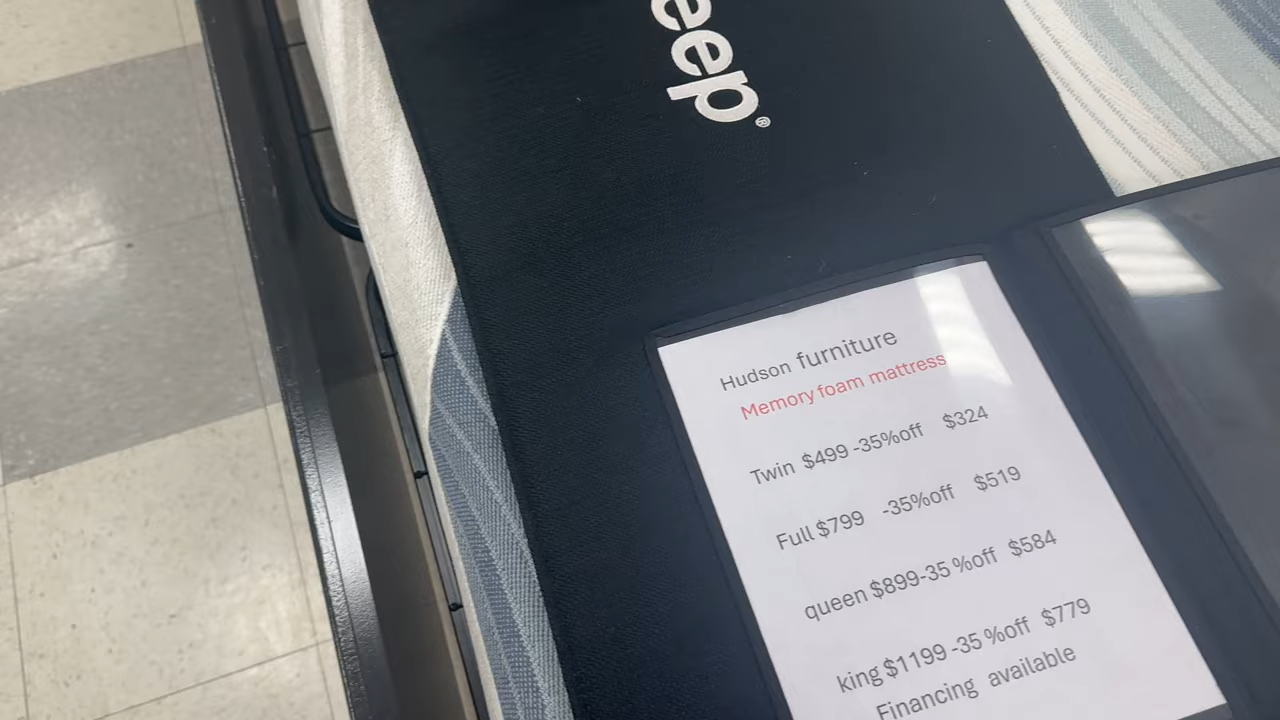 eep®
Hudson furniture
Memory foam mattress
Twin $499 -35%off $324
Full $799 -35%off $519
queen $899-35 %off $584
king $1199 -35 %off $779
Financing available